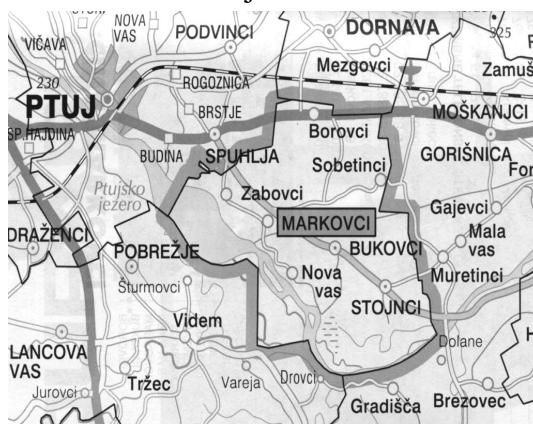 NOVA
VAS
VIČAVA
PODVINCI
DORNAVA
325
Mezgovci
230
PTUJ
ROGOZNICA
Zamuš
MOŠKANJCI
BRSTJE
Borovci
SP. HAJDINA
BUDINA
SPUHLJA
GORIŠNICA
Sobetinci
Ptujsko
jezero
Zabovci
Gajevci
MARKOVCI
Mala
vas
DRAŽENCI
POBREŽJE
BUKOVCI
Muretinci
Šturmovci
Nova
vas
STOJNCI
Videm
Dolane
LANCOVA
VAS
Jurovci
Tržec
Vareja
Drovci
Gradišča
Brezovec